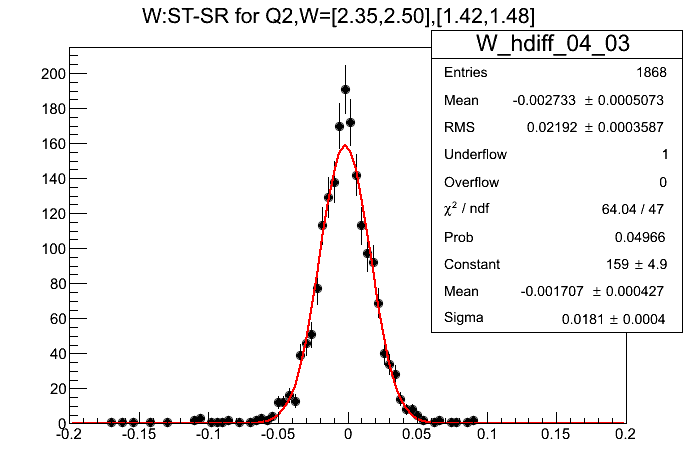 W:ST-SR for Q2,W=[2.35,2.50],[1.42,1.48]
W_hdiff_04_03
Entries 1868
Mean -0.002733 ± 0.0005073
RMS 0.02192 ± 0.0003587
Underflow 1
Overflow 0
χ² / ndf 64.04 / 47
Prob 0.04966
Constant 159 ± 4.9
Mean -0.001707 ± 0.000427
Sigma 0.0181 ± 0.0004
200
180
160
140
120
100
80
60
40
20
0
-0.2 -0.15 -0.1 -0.05 0 0.05 0.1 0.15 0.2